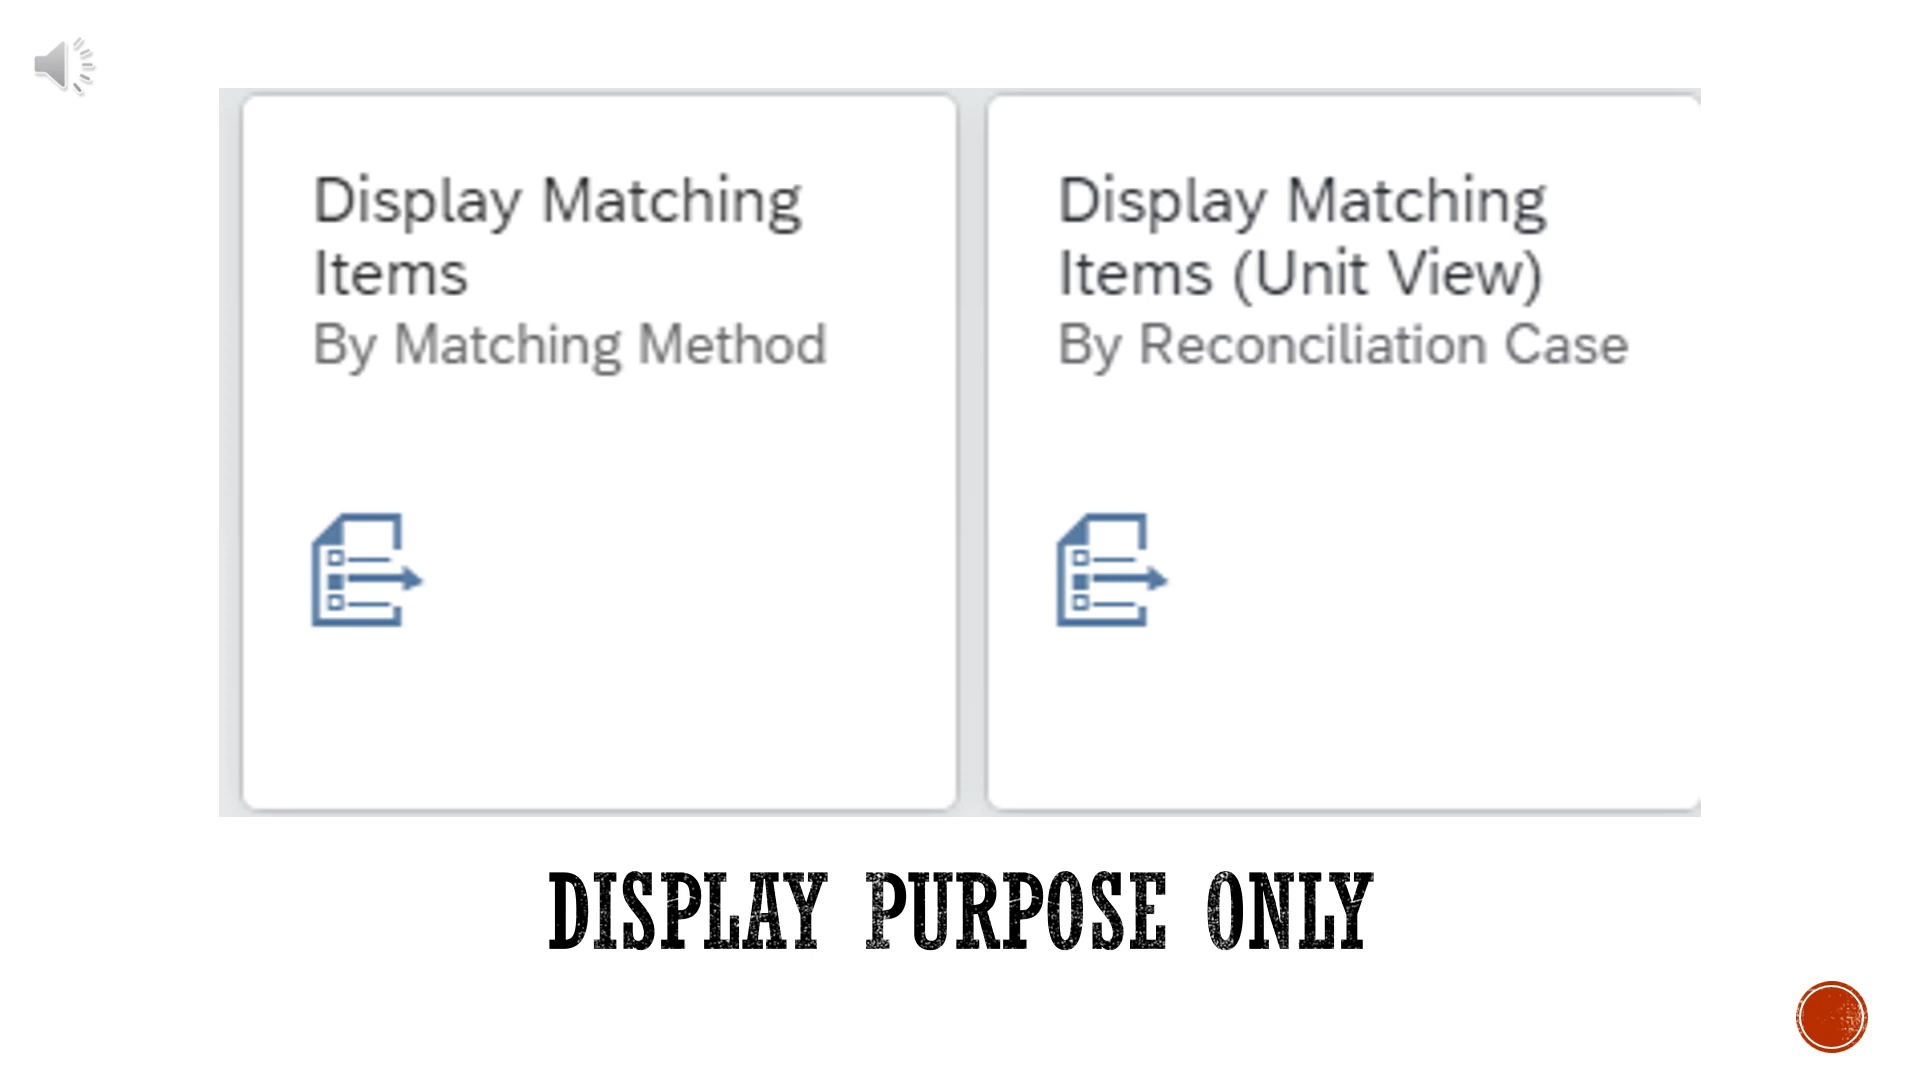 Display Matching
Items
By Matching Method
Display Matching
Items (Unit View)
By Reconciliation Case
DISPLAY PURPOSE ONLY